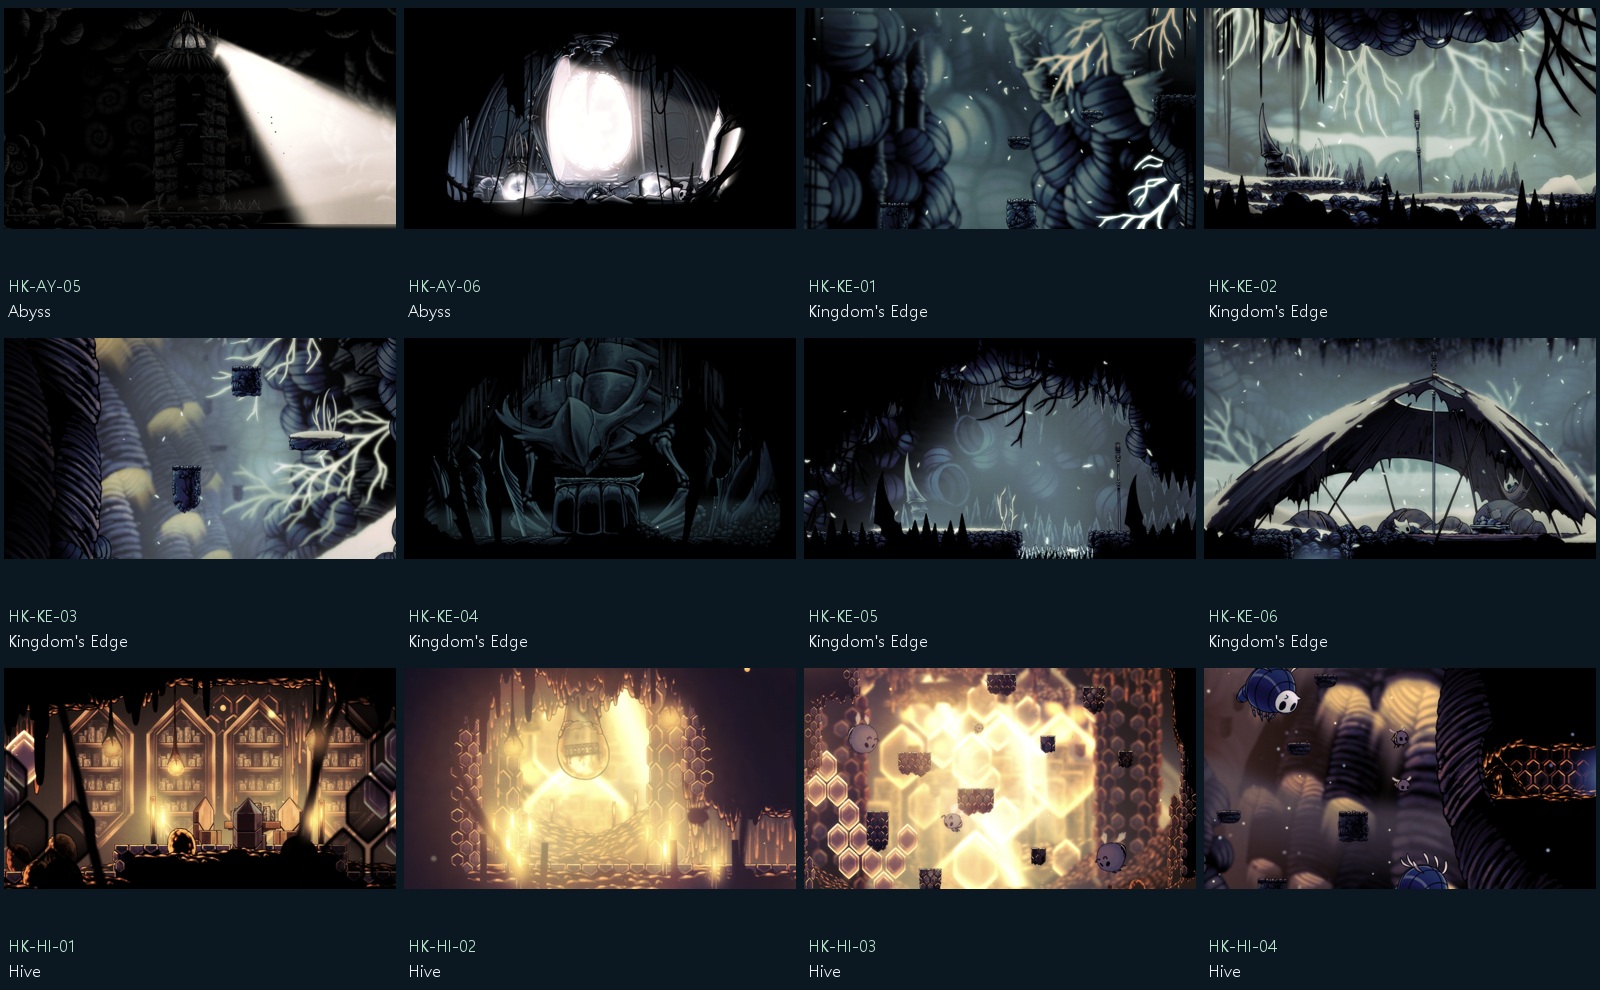 HK-AY-05
Abyss
HK-AY-06
Abyss
HK-KE-01
Kingdom's Edge
HK-KE-02
Kingdom's Edge
HK-KE-03
Kingdom's Edge
HK-KE-04
Kingdom's Edge
HK-KE-05
Kingdom's Edge
HK-KE-06
Kingdom's Edge
HK-HI-01
Hive
HK-HI-02
Hive
HK-HI-03
Hive
HK-HI-04
Hive